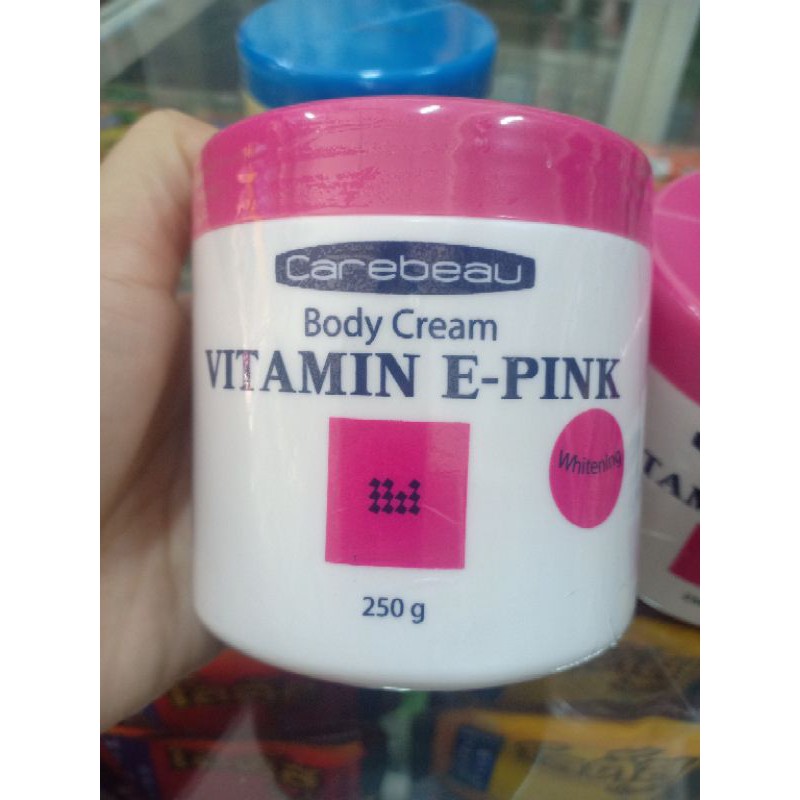 Carebeau
Body Cream
VITAMIN E-PINK
Whitening
250 g